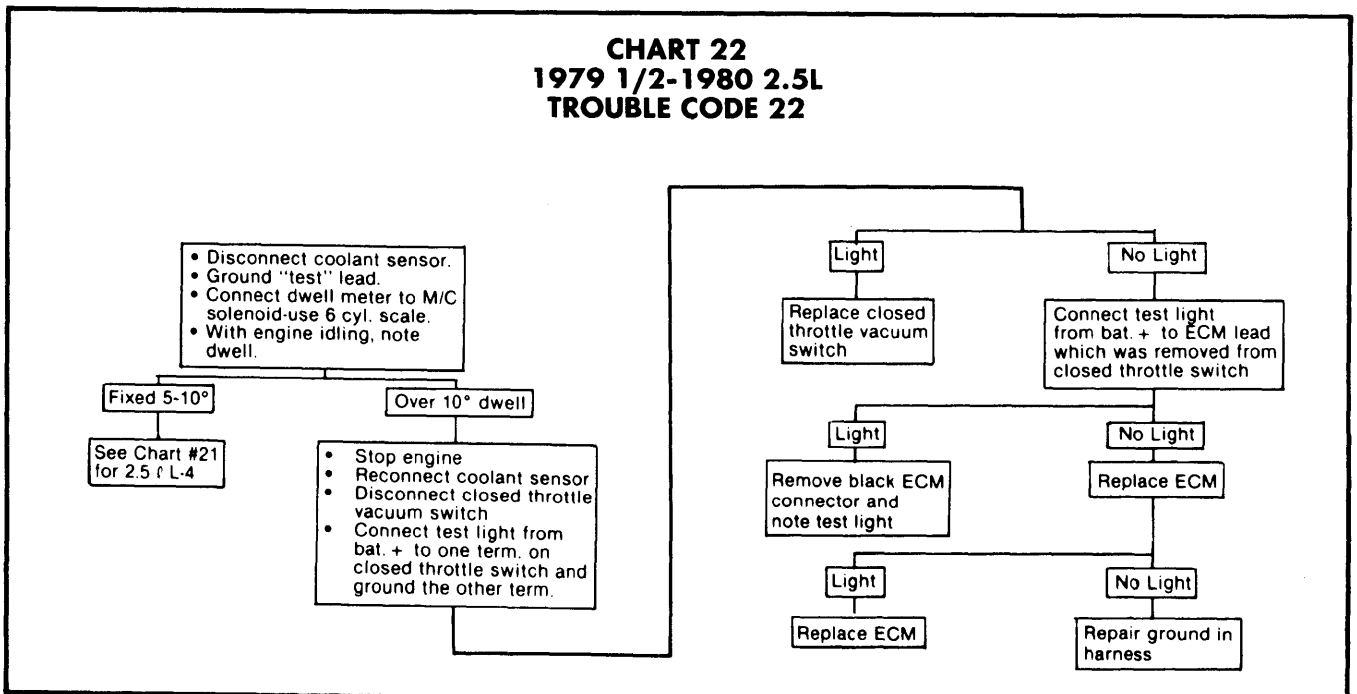 CHART 22
1979 1/2-1980 2.5L
TROUBLE CODE 22
• Disconnect coolant sensor.
• Ground "test" lead.
• Connect dwell meter to M/C
solenoid-use 6 cyl. scale.
• With engine idling, note
dwell.
Fixed 5-10°
Over 10° dwell
See Chart #21
for 2.5 ℓ L-4
• Stop engine
• Reconnect coolant sensor
• Disconnect closed throttle
vacuum switch
• Connect test light from
bat. + to one term. on
closed throttle switch and
ground the other term.
Light
No Light
Replace closed
throttle vacuum
switch
Connect test light
from bat. + to ECM lead
which was removed from
closed throttle switch
Light
No Light
Remove black ECM
connector and
note test light
Replace ECM
Light
No Light
Replace ECM
Repair ground in
harness